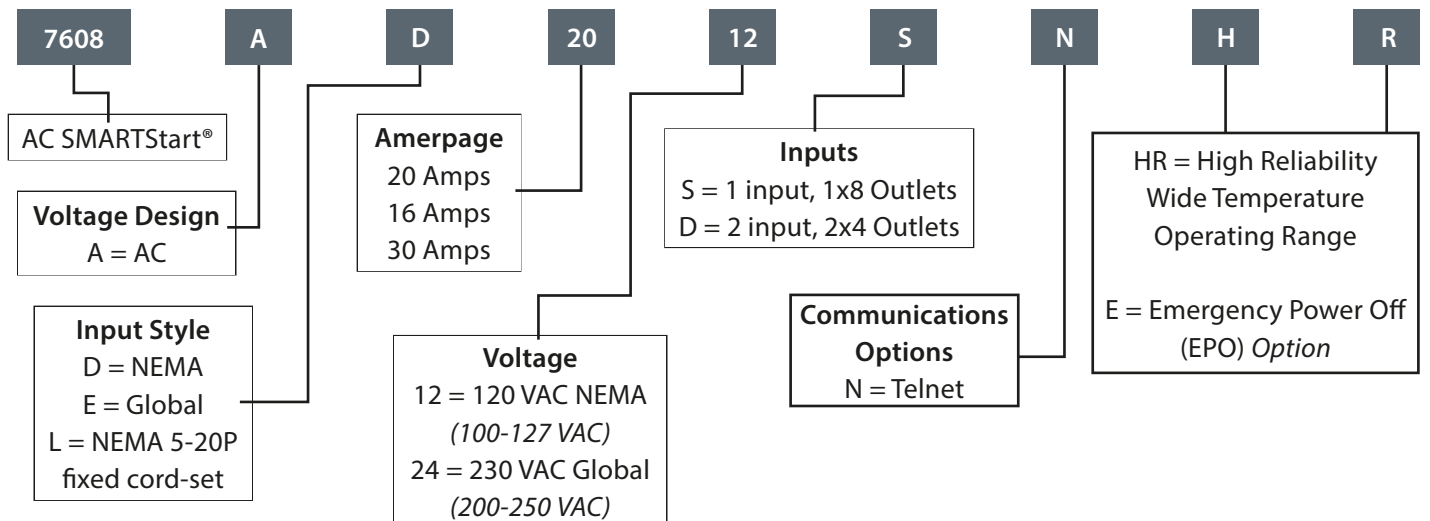 7608 A D 20 12 S N H R
AC SMARTStart®
Voltage Design
A = AC
Input Style
D = NEMA
E = Global
L = NEMA 5-20P
fixed cord-set
Amerpage
20 Amps
16 Amps
30 Amps
Voltage
12 = 120 VAC NEMA
(100-127 VAC)
24 = 230 VAC Global
(200-250 VAC)
Inputs
S = 1 input, 1x8 Outlets
D = 2 input, 2x4 Outlets
Communications
Options
N = Telnet
HR = High Reliability
Wide Temperature
Operating Range
E = Emergency Power Off
(EPO) Option